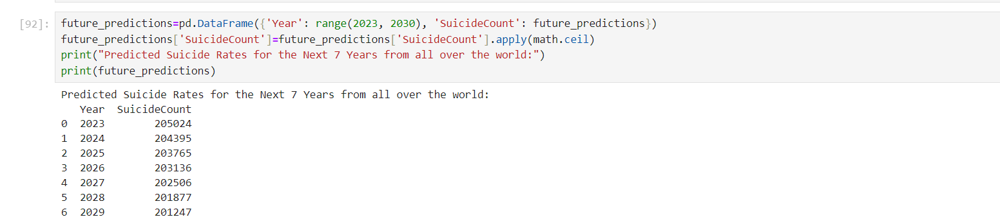 [92]:
future_predictions=pd.DataFrame({'Year': range(2023, 2030), 'SuicideCount': future_predictions})
future_predictions['SuicideCount']=future_predictions['SuicideCount'].apply(math.ceil)
print("Predicted Suicide Rates for the Next 7 Years from all over the world:")
print(future_predictions)
Predicted Suicide Rates for the Next 7 Years from all over the world:
   Year  SuicideCount
0  2023        205024
1  2024        204395
2  2025        203765
3  2026        203136
4  2027        202506
5  2028        201877
6  2029        201247